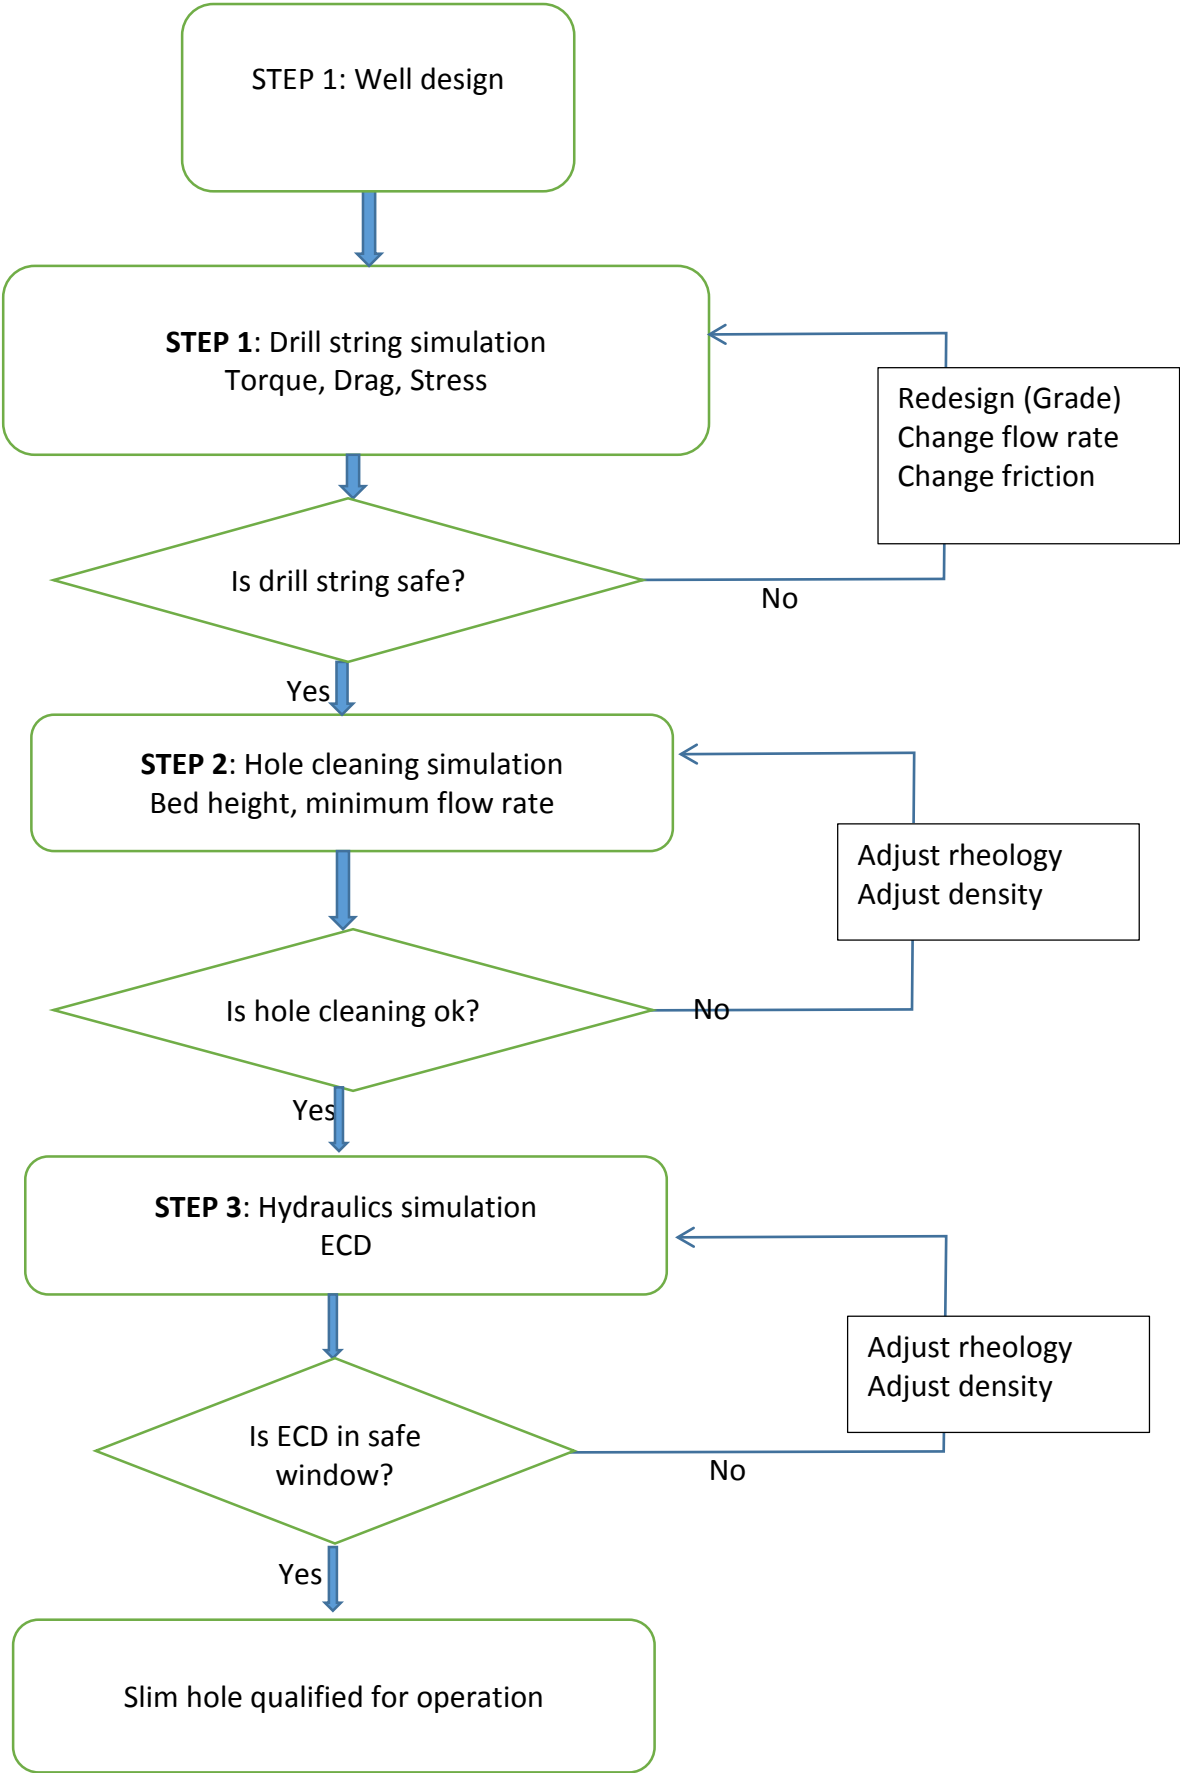 STEP 1: Well design
STEP 1: Drill string simulation
Torque, Drag, Stress
Redesign (Grade)
Change flow rate
Change friction
Is drill string safe?
No
Yes
STEP 2: Hole cleaning simulation
Bed height, minimum flow rate
Adjust rheology
Adjust density
Is hole cleaning ok?
No
Yes
STEP 3: Hydraulics simulation
ECD
Adjust rheology
Adjust density
Is ECD in safe
window?
No
Yes
Slim hole qualified for operation